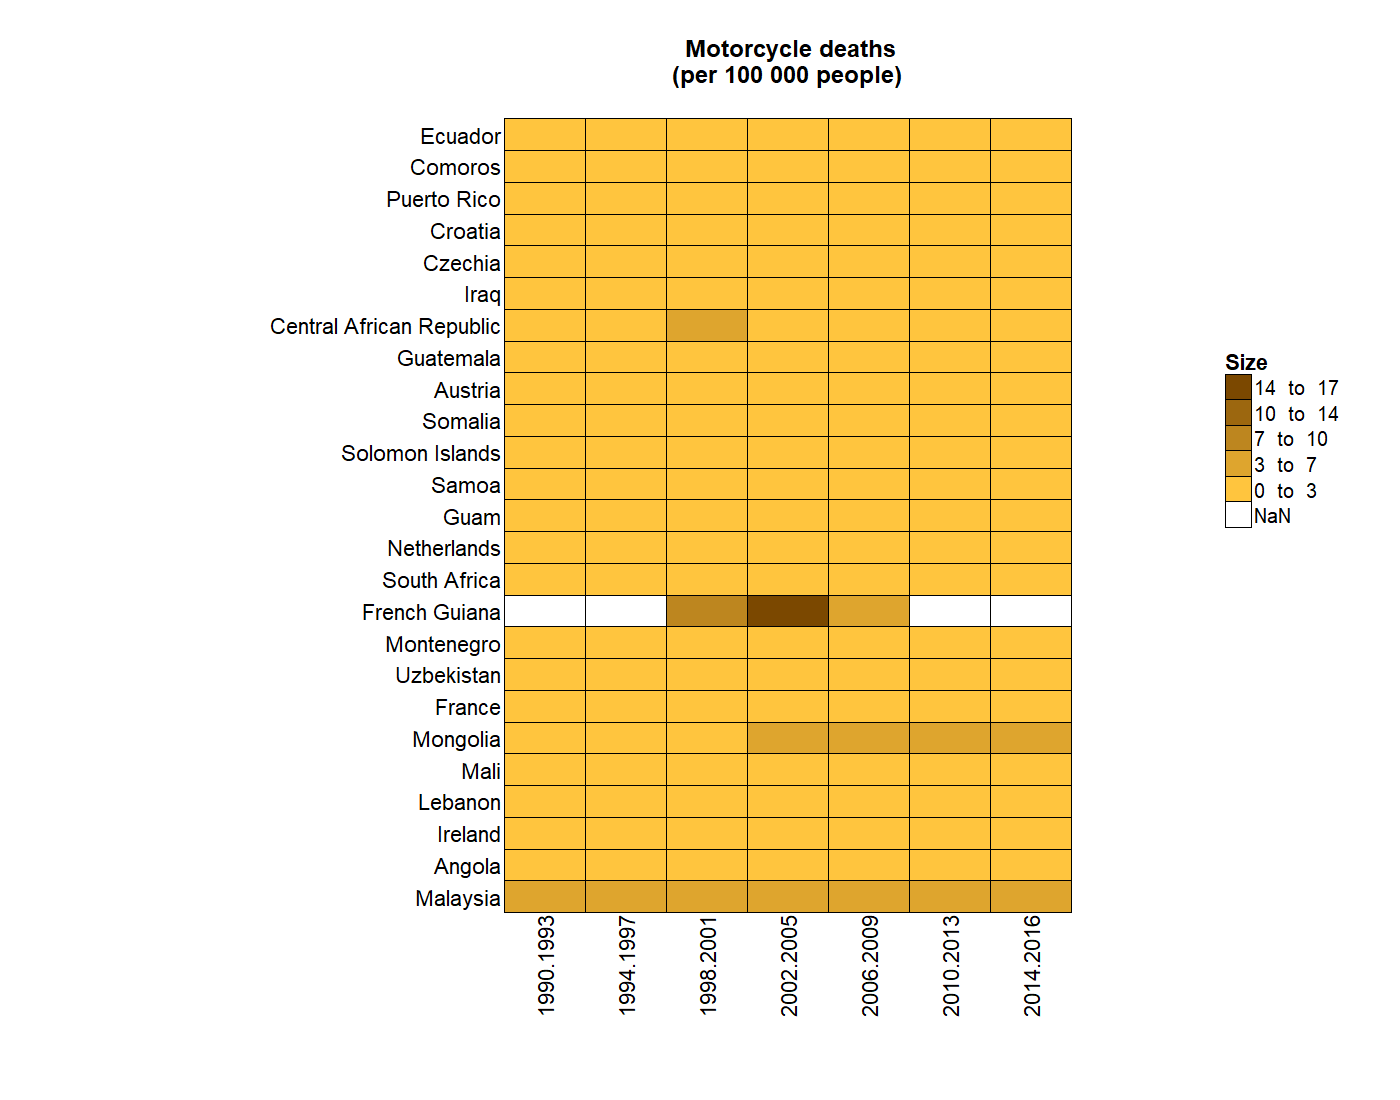 Motorcycle deaths
(per 100 000 people)
Ecuador
Comoros
Puerto Rico
Croatia
Czechia
Iraq
Central African Republic
Guatemala
Austria
Somalia
Solomon Islands
Samoa
Guam
Netherlands
South Africa
French Guiana
Montenegro
Uzbekistan
France
Mongolia
Mali
Lebanon
Ireland
Angola
Malaysia
1990.1993
1994.1997
1998.2001
2002.2005
2006.2009
2010.2013
2014.2016
Size
14 to 17
10 to 14
7 to 10
3 to 7
0 to 3
NaN